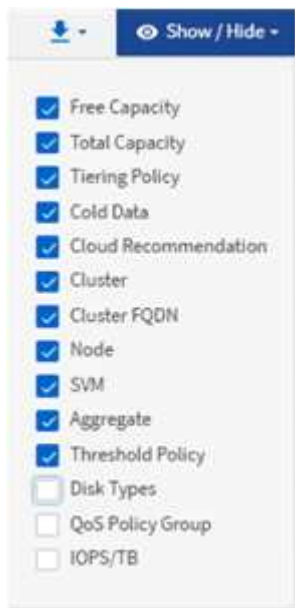 Show / Hide
Free Capacity
Total Capacity
Tiering Policy
Cold Data
Cloud Recommendation
Cluster
Cluster FQDN
Node
SVM
Aggregate
Threshold Policy
Disk Types
QoS Policy Group
IOPS/TB